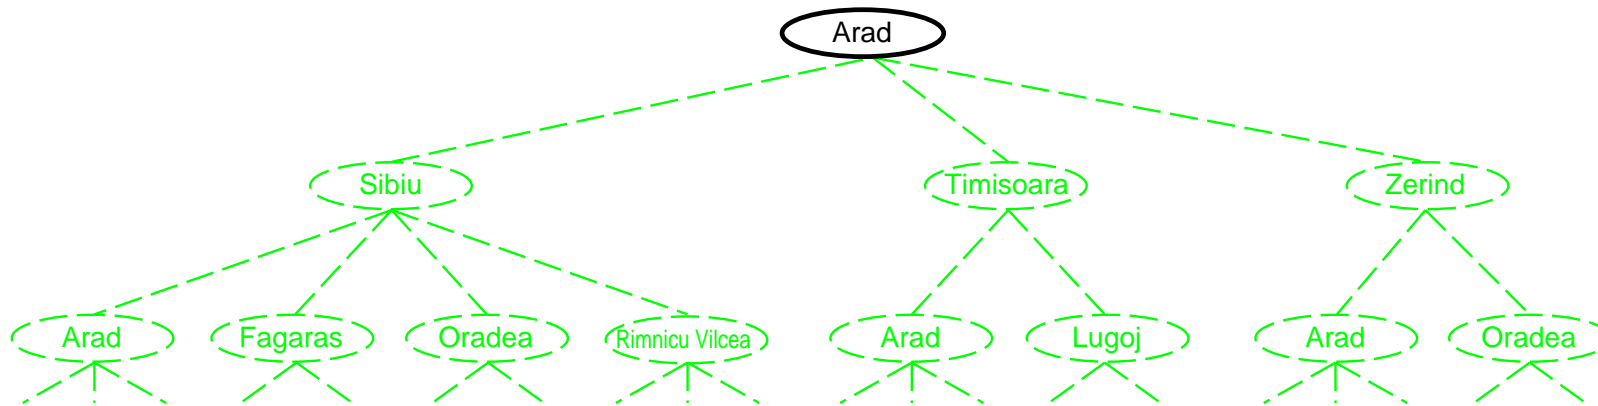 Arad
Sibiu
Timisoara
Zerind
Arad
Fagaras
Oradea
Rimnicu Vilcea
Arad
Lugoj
Arad
Oradea